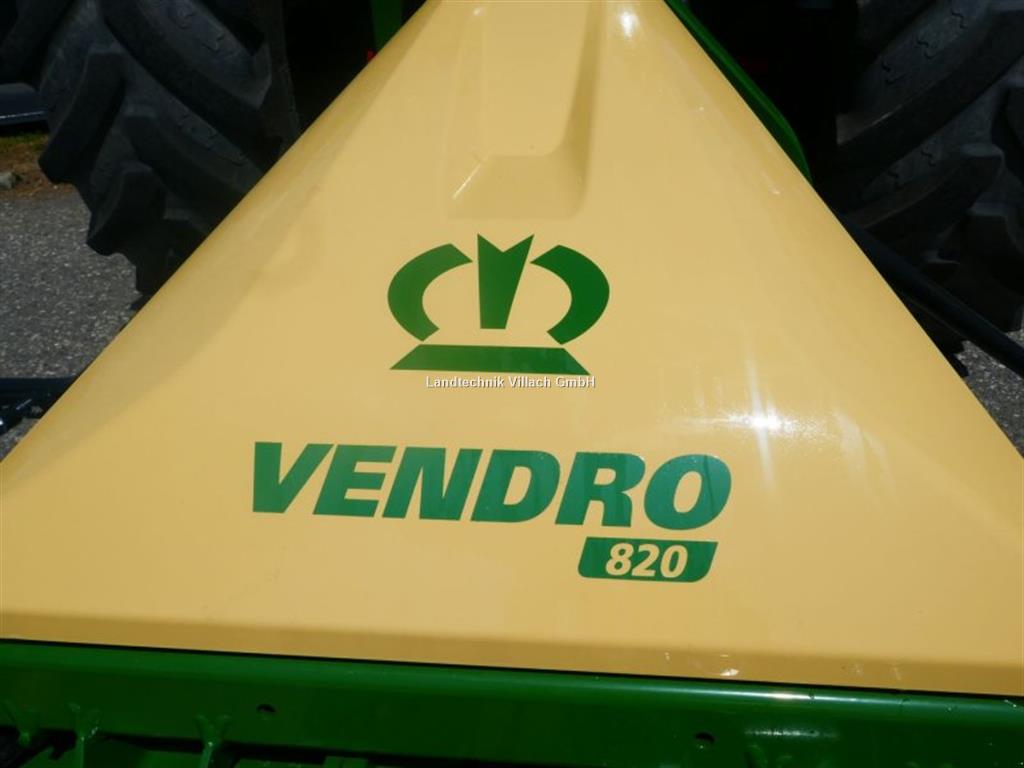 Landtechnik Villach GmbH
VENDRO
820